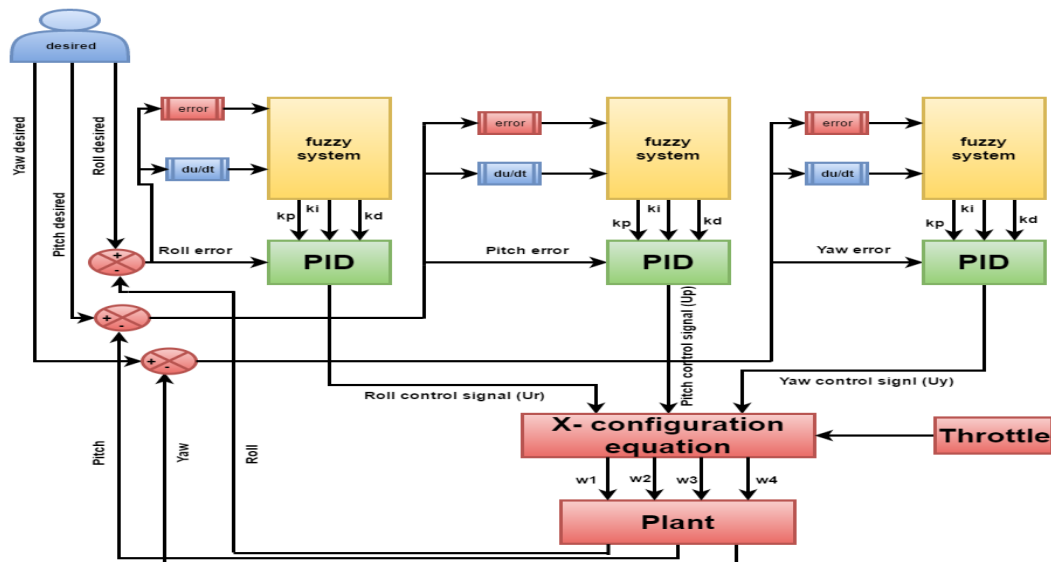 desired
Yaw desired
Pitch desired
Roll desired
error
du/dt
fuzzy
system
kp
ki
kd
Roll error
PID
error
du/dt
fuzzy
system
kp
ki
kd
Pitch error
PID
error
du/dt
fuzzy
system
kp
ki
kd
Yaw error
PID
+
-
+
-
+
-
Roll control signal (Ur)
Pitch control signal (Up)
Yaw control signl (Uy)
X- configuration
equation
Throttle
w1
w2
w3
w4
Plant
Pitch
Yaw
Roll